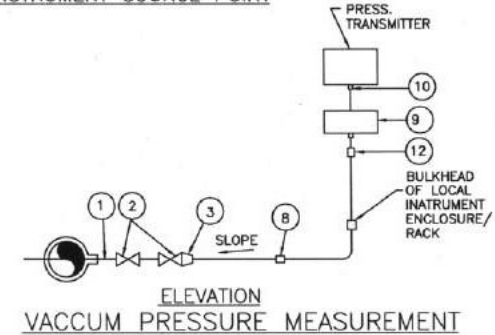 PRESS.
TRANSMITTER
10
9
12
BULKHEAD
OF LOCAL
INATRUMENT
ENCLOSURE/
RACK
1
2
3
SLOPE
8
ELEVATION
VACCUM PRESSURE MEASUREMENT